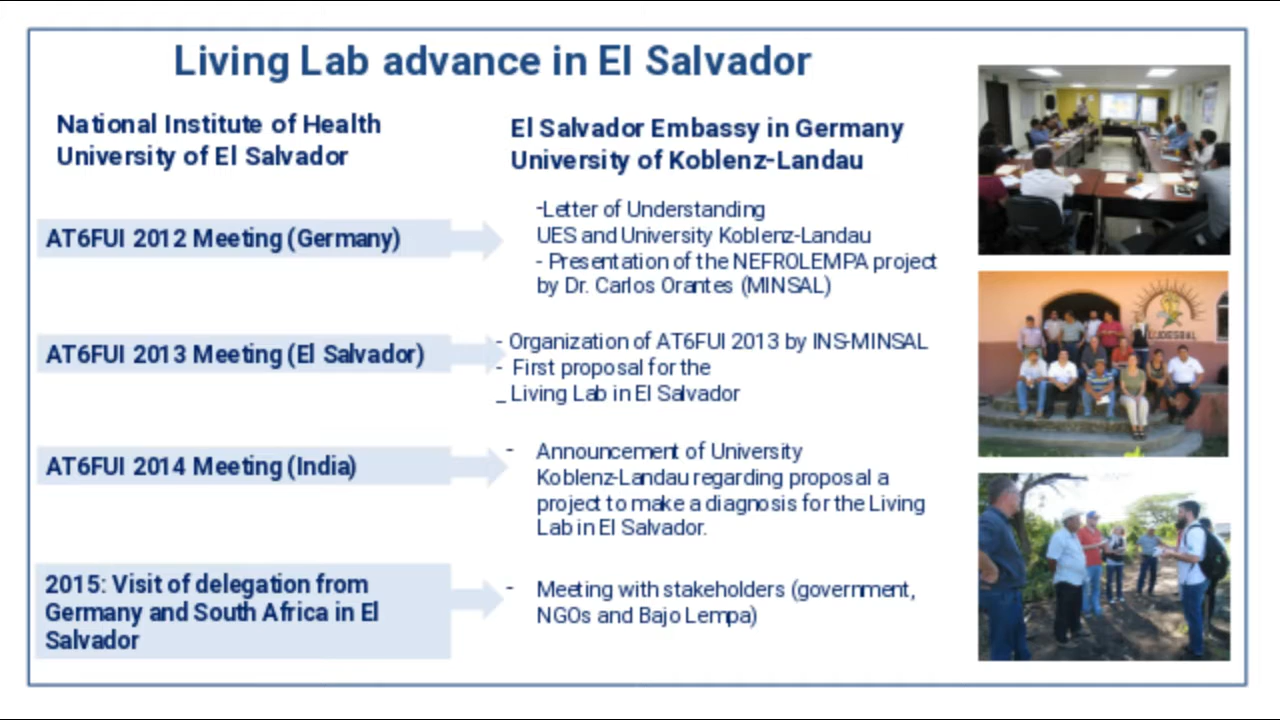 Living Lab advance in El Salvador
National Institute of Health
University of El Salvador
El Salvador Embassy in Germany
University of Koblenz-Landau
AT6FUI 2012 Meeting (Germany)
-Letter of Understanding
UES and University Koblenz-Landau
- Presentation of the NEFROLEMPA project
by Dr. Carlos Orantes (MINSAL)
AT6FUI 2013 Meeting (El Salvador)
- Organization of AT6FUI 2013 by INS-MINSAL
- First proposal for the
_ Living Lab in El Salvador
AT6FUI 2014 Meeting (India)
- Announcement of University
Koblenz-Landau regarding proposal a
project to make a diagnosis for the Living
Lab in El Salvador.
2015: Visit of delegation from
Germany and South Africa in El
Salvador
- Meeting with stakeholders (government,
NGOs and Bajo Lempa)